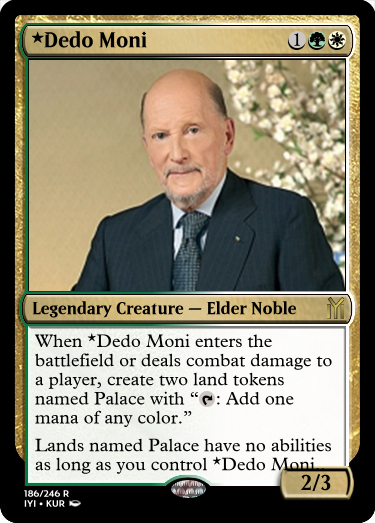 *Dedo Moni 1
Legendary Creature — Elder Noble
When *Dedo Moni enters the
battlefield or deals combat damage to
a player, create two land tokens
named Palace with “: Add one
mana of any color.”
Lands named Palace have no abilities
as long as you control *Dedo Moni.
2/3
186/246 R
IYI • KUR